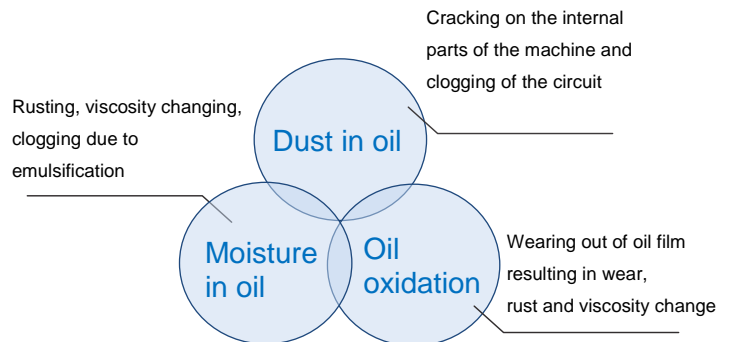 Cracking on the internal
parts of the machine and
clogging of the circuit
Rusting, viscosity changing,
clogging due to
emulsification
Dust in oil
Moisture
in oil
Oil
oxidation
Wearing out of oil film
resulting in wear,
rust and viscosity change